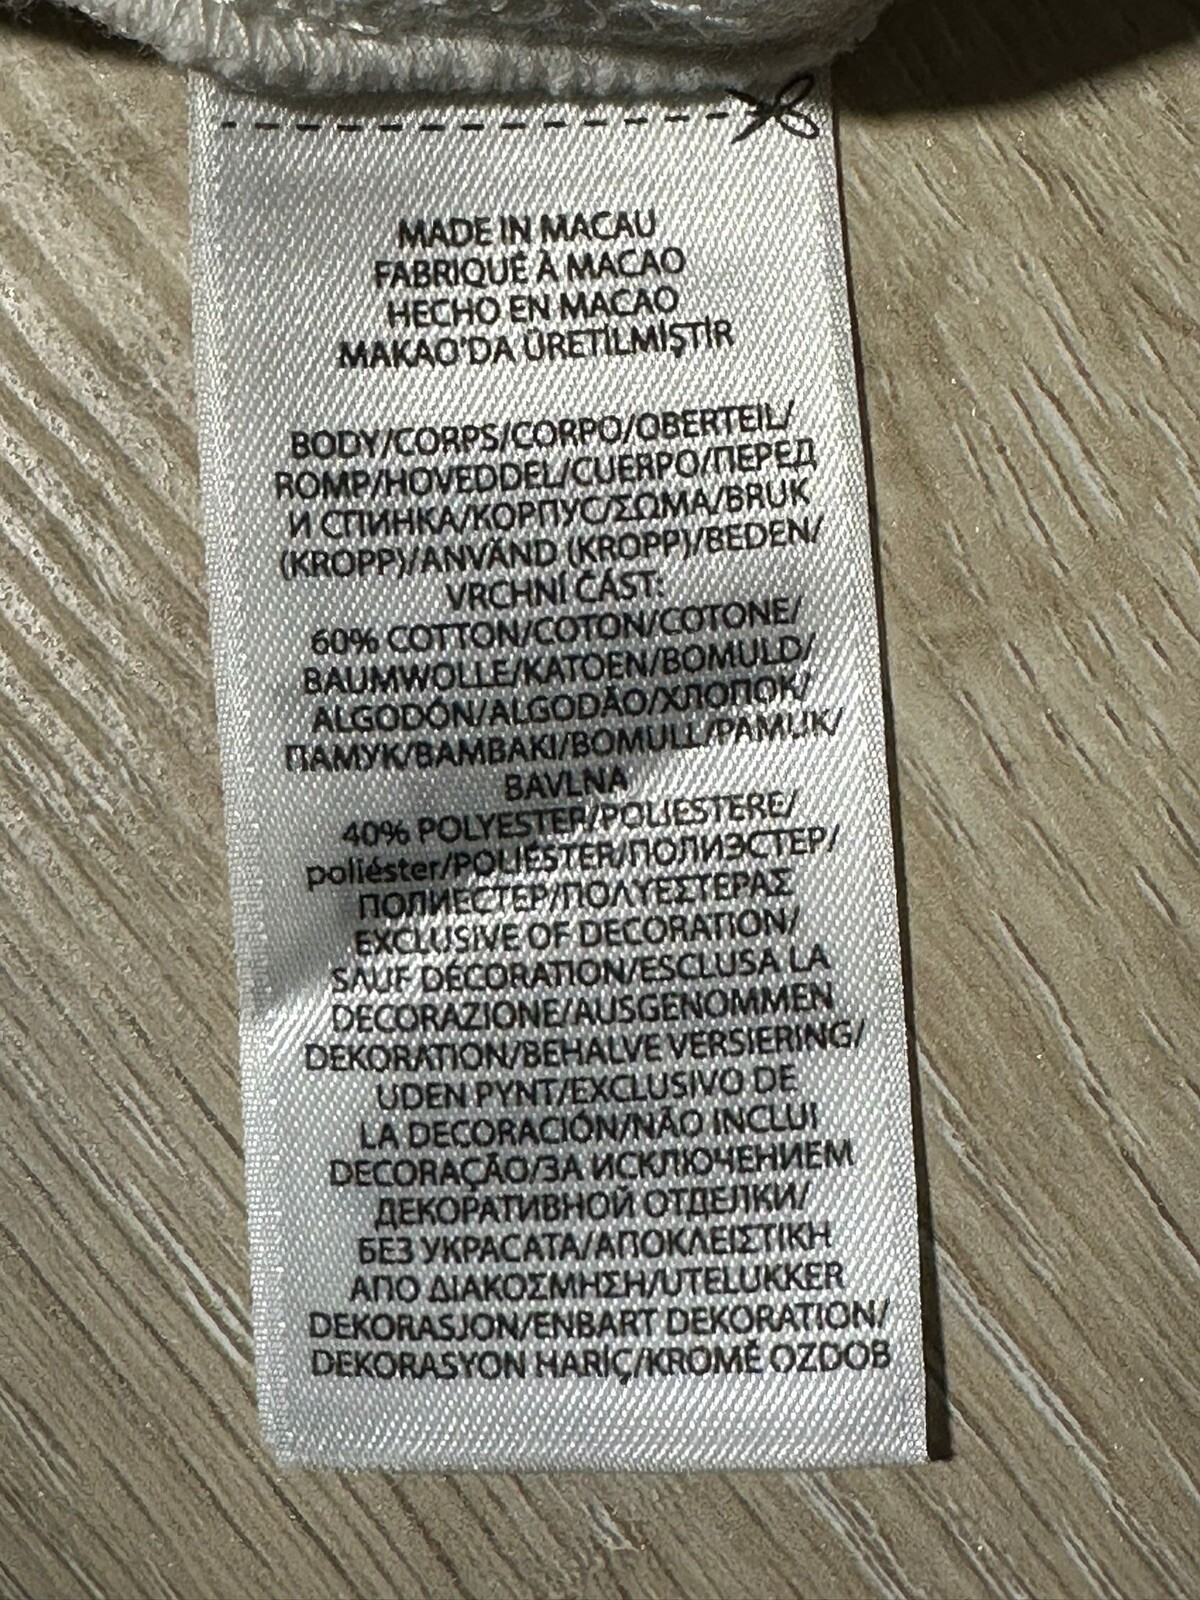 MADE IN MACAU
FABRIQUÉ À MACAO
HECHO EN MACAO
MAKAO'DA ÜRETİLMİŞTİR
BODY/CORPS/CORPO/OBERTEIL/
ROMP/HOVEDDEL/CUERPO/ПЕРЕД
И СПИНКА/КОРПУС/ΣΩΜΑ/BRUK
(KROPP)/ANVÄND (KROPP)/BEDEN/
VRCHNÍ ČÁST:
60% COTTON/COTON/COTONE/
BAUMWOLLE/KATOEN/BOMULD/
ALGODÓN/ALGODÃO/ХЛОПОК/
ПАМУК/BAMBAKI/BOMULL/PAMUK/
BAVLNA
40% POLYESTER/POLIESTERE/
poliéster/POLIÉSTER/ПОЛИЭСТЕР/
ПОЛИЕСТЕР/ΠΟΛΥΕΣΤΕΡΑΣ
EXCLUSIVE OF DECORATION/
SAUF DÉCORATION/ESCLUSA LA
DECORAZIONE/AUSGENOMMEN
DEKORATION/BEHALVE VERSIERING/
UDEN PYNT/EXCLUSIVO DE
LA DECORACIÓN/NÃO INCLUI
DECORAÇÃO/ЗА ИСКЛЮЧЕНИЕМ
ДЕКОРАТИВНОЙ ОТДЕЛКИ/
БЕЗ УКРАСАТА/ΑΠΟΚΛΕΙΣΤΙΚΗ
ΑΠΟ ΔΙΑΚΟΣΜΗΣΗ/UTELUKKER
DEKORASJON/ENBART DEKORATION/
DEKORASYON HARİÇ/KROMĚ OZDOB